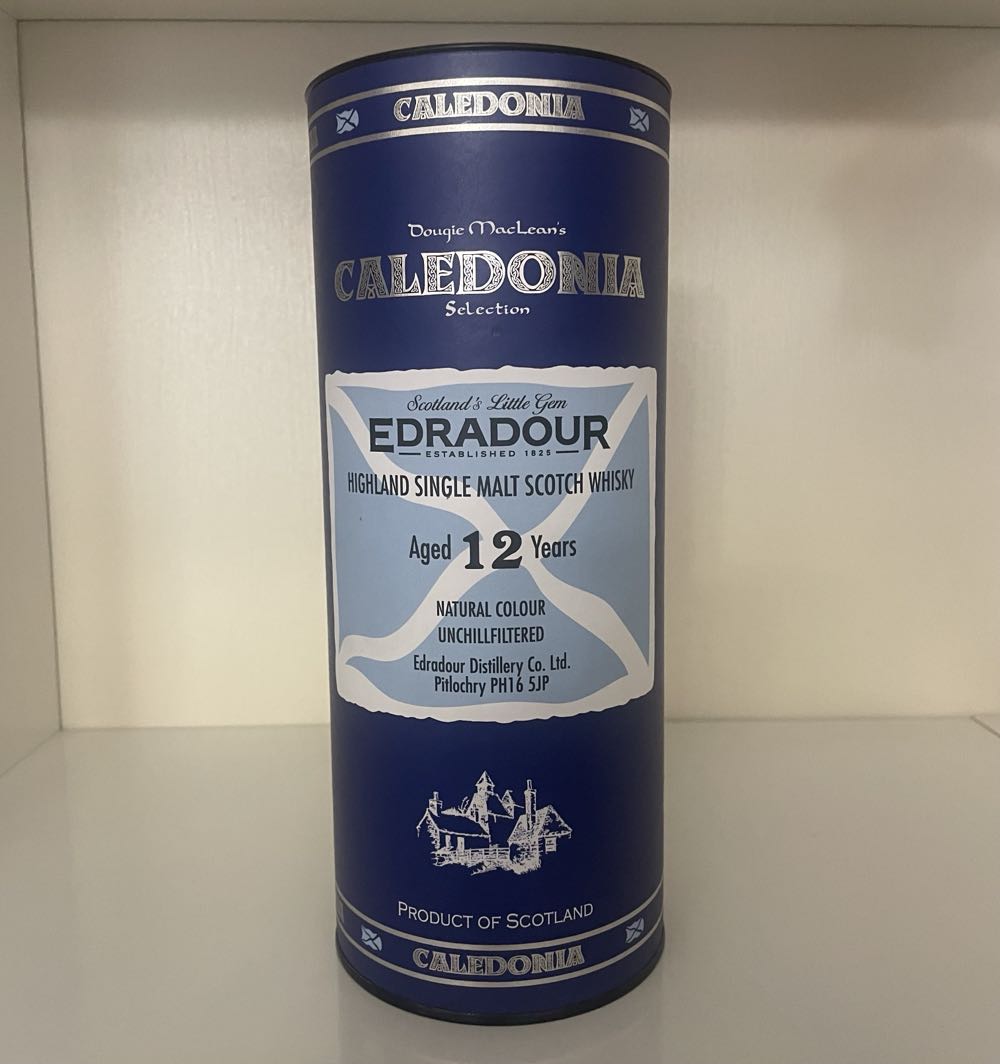 CALEDONIA
Dougie MacLean's
CALEDONIA
Selection
Scotland's Little Gem
EDRADOUR
ESTABLISHED 1825
HIGHLAND SINGLE MALT SCOTCH WHISKY
Aged 12 Years
NATURAL COLOUR
UNCHILLFILTERED
Edradour Distillery Co. Ltd.
Pitlochry PH16 5JP
PRODUCT OF SCOTLAND
CALEDONIA